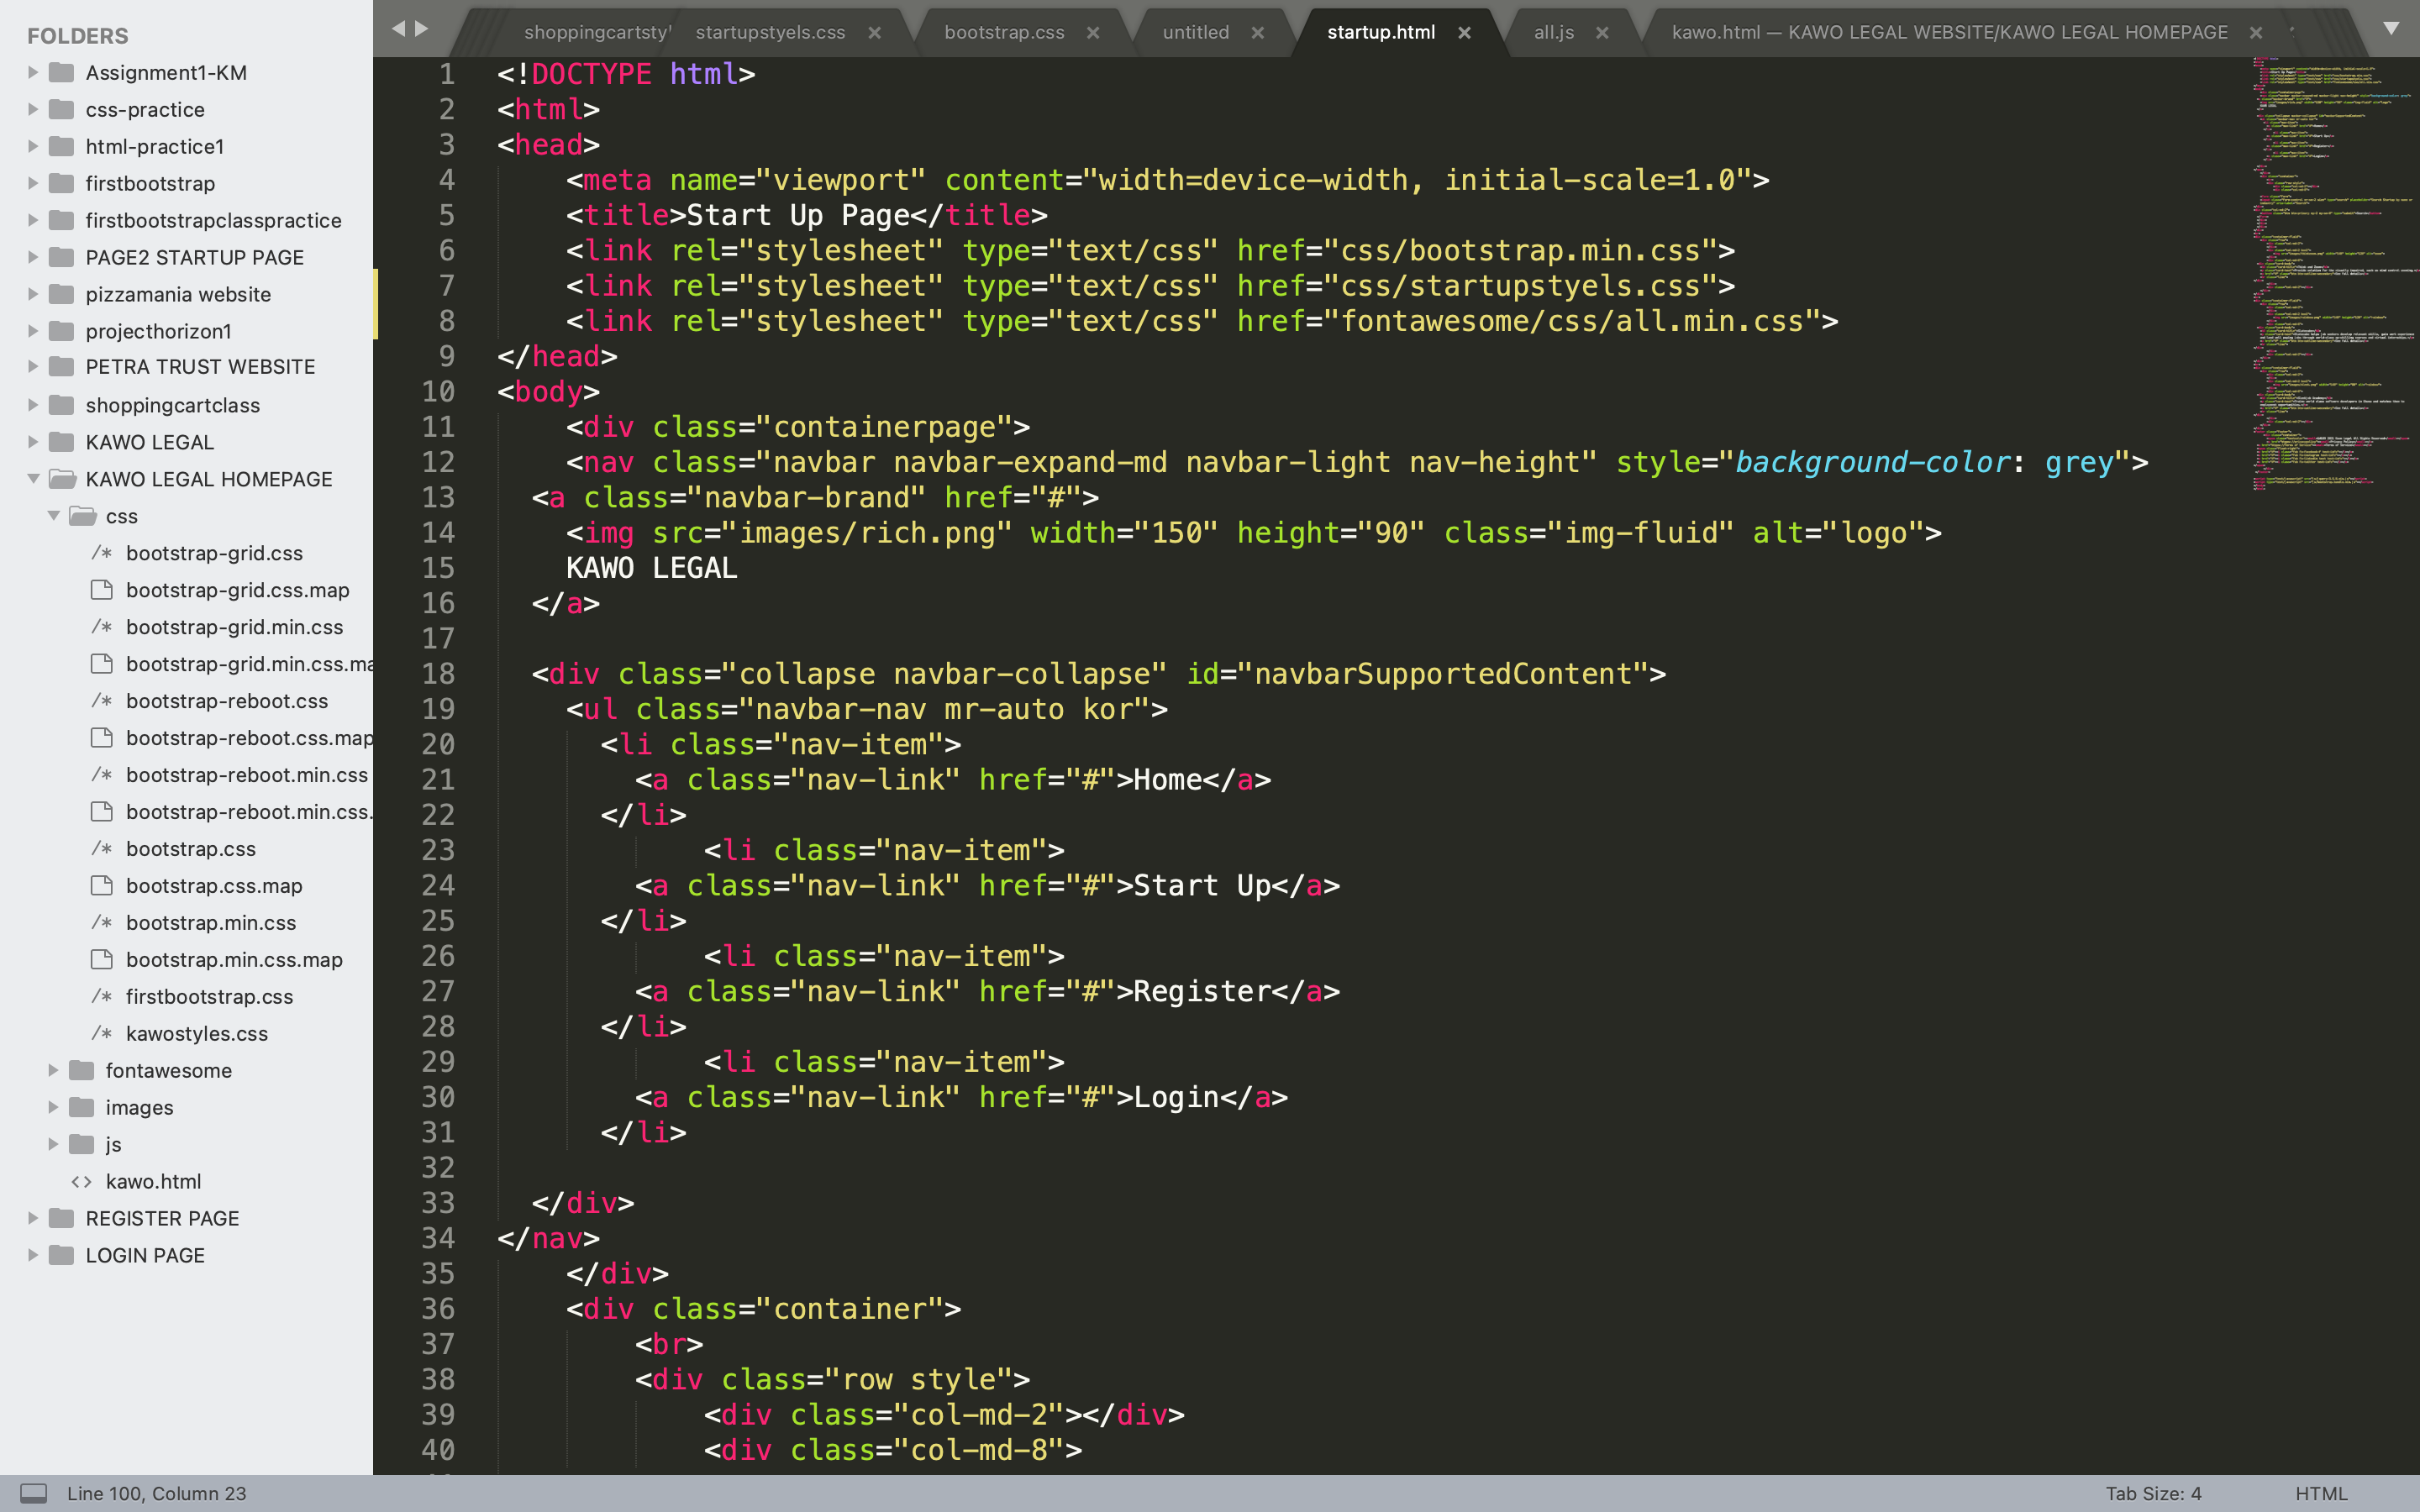 FOLDERS
Assignment1-KM
css-practice
html-practice1
firstbootstrap
firstbootstrapclasspractice
PAGE2 STARTUP PAGE
pizzamania website
projecthorizon1
PETRA TRUST WEBSITE
shoppingcartclass
KAWO LEGAL
KAWO LEGAL HOMEPAGE
css
/* bootstrap-grid.css
bootstrap-grid.css.map
/* bootstrap-grid.min.css
bootstrap-grid.min.css.ma
/* bootstrap-reboot.css
bootstrap-reboot.css.map
/* bootstrap-reboot.min.css
bootstrap-reboot.min.css.
/* bootstrap.css
bootstrap.css.map
/* bootstrap.min.css
bootstrap.min.css.map
/* firstbootstrap.css
/* kawostyles.css
fontawesome
images
js
<> kawo.html
REGISTER PAGE
LOGIN PAGE
shoppingcartsty startupstyels.css × bootstrap.css × untitled × startup.html × all.js × kawo.html — KAWO LEGAL WEBSITE/KAWO LEGAL HOMEPAGE ×
1 <!DOCTYPE html>
2 <html>
3 <head>
4 <meta name="viewport" content="width=device-width, initial-scale=1.0">
5 <title>Start Up Page</title>
6 <link rel="stylesheet" type="text/css" href="css/bootstrap.min.css">
7 <link rel="stylesheet" type="text/css" href="css/startupstyels.css">
8 <link rel="stylesheet" type="text/css" href="fontawesome/css/all.min.css">
9 </head>
10 <body>
11 <div class="containerpage">
12 <nav class="navbar navbar-expand-md navbar-light nav-height" style="background-color: grey">
13 <a class="navbar-brand" href="#">
14 <img src="images/rich.png" width="150" height="90" class="img-fluid" alt="logo">
15 KAWO LEGAL
16 </a>
17
18 <div class="collapse navbar-collapse" id="navbarSupportedContent">
19 <ul class="navbar-nav mr-auto kor">
20 <li class="nav-item">
21 <a class="nav-link" href="#">Home</a>
22 </li>
23 <li class="nav-item">
24 <a class="nav-link" href="#">Start Up</a>
25 </li>
26 <li class="nav-item">
27 <a class="nav-link" href="#">Register</a>
28 </li>
29 <li class="nav-item">
30 <a class="nav-link" href="#">Login</a>
31 </li>
32
33 </div>
34 </nav>
35 </div>
36 <div class="container">
37 <br>
38 <div class="row style">
39 <div class="col-md-2"></div>
40 <div class="col-md-8">
Line 100, Column 23
Tab Size: 4
HTML